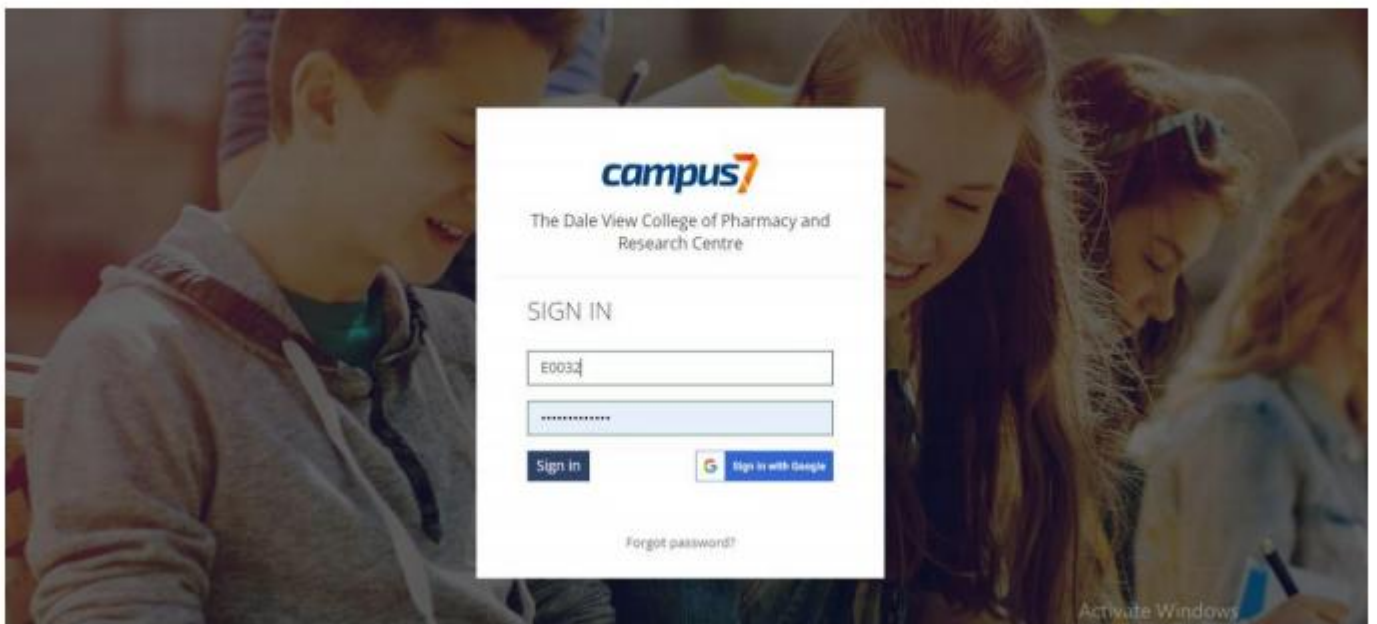 campus7
The Dale View College of Pharmacy and
Research Centre
SIGN IN
E0032
•••••••••••••
Sign in
G Sign in with Google
Forgot password?
Activate Windows